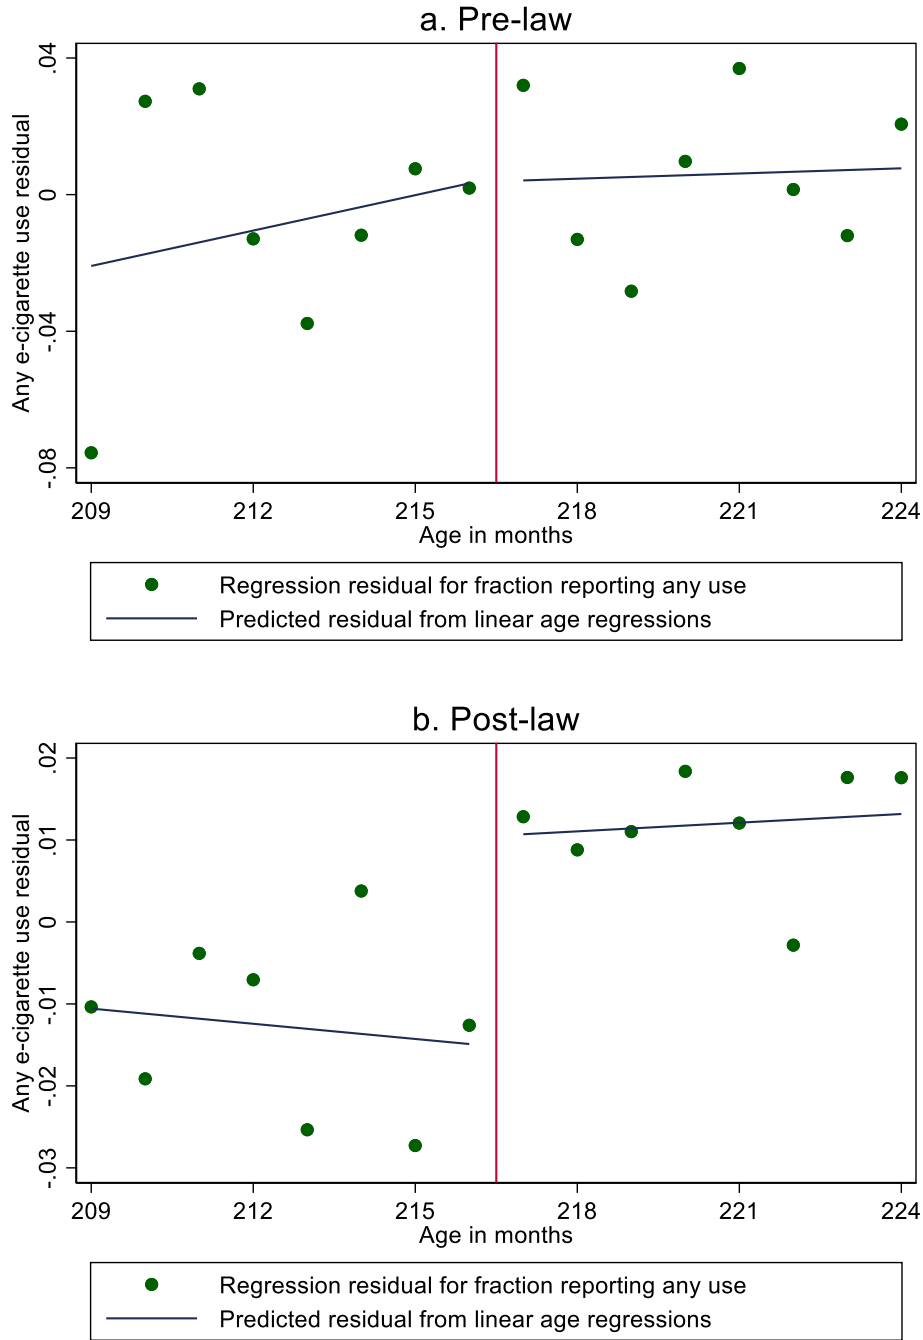 a. Pre-law
Any e-cigarette use residual
.04
0
-.04
-.08
209
212
215
218
221
224
Age in months
Regression residual for fraction reporting any use
Predicted residual from linear age regressions
b. Post-law
Any e-cigarette use residual
.02
.01
0
-.01
-.02
-.03
209
212
215
218
221
224
Age in months
Regression residual for fraction reporting any use
Predicted residual from linear age regressions